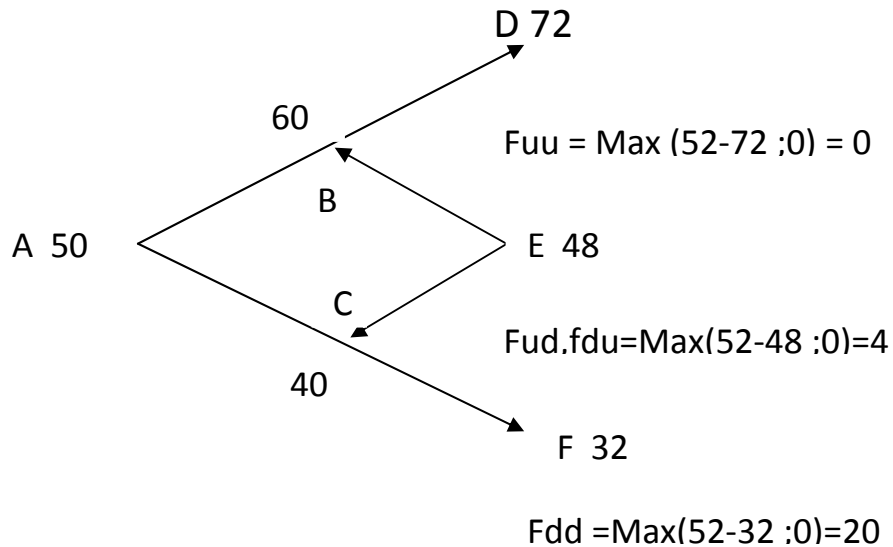 D 72
60
Fuu = Max (52-72 ;0) = 0
B
A 50
E 48
C
Fud,fdu=Max(52-48 ;0)=4
40
F 32
Fdd =Max(52-32 ;0)=20